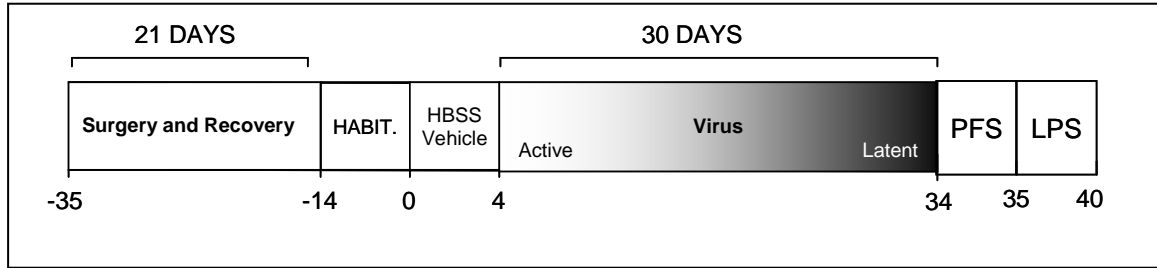 21 DAYS
30 DAYS
Surgery and Recovery
HABIT.
HBSS
Vehicle
Active
Virus
Latent
PFS
LPS
-35
-14
0
4
34
35
40